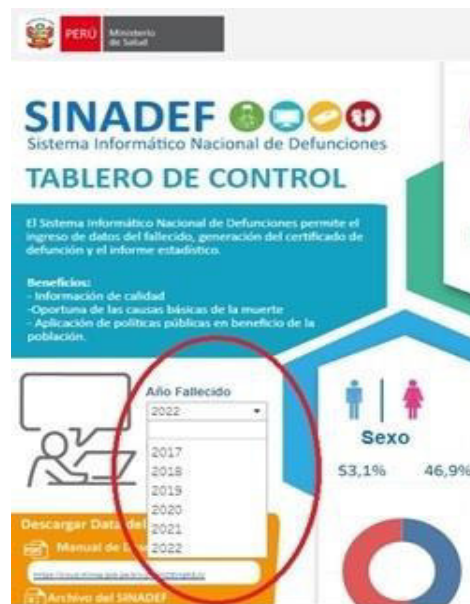 PERÚ
Ministerio
de Salud
SINADEF
Sistema Informático Nacional de Defunciones
TABLERO DE CONTROL
El Sistema Informático Nacional de Defunciones permite el
ingreso de datos del fallecido, generación del certificado de
defunción y el informe estadístico.
Beneficios:
- Información de calidad
-Oportuna de las causas básicas de la muerte
- Aplicación de políticas públicas en beneficio de la
población.
Año Fallecido
2022
2017
2018
2019
2020
2021
2022
Sexo
53,1% 46,9%
Descargar Data del
Manual de
Archivo del SINADEF